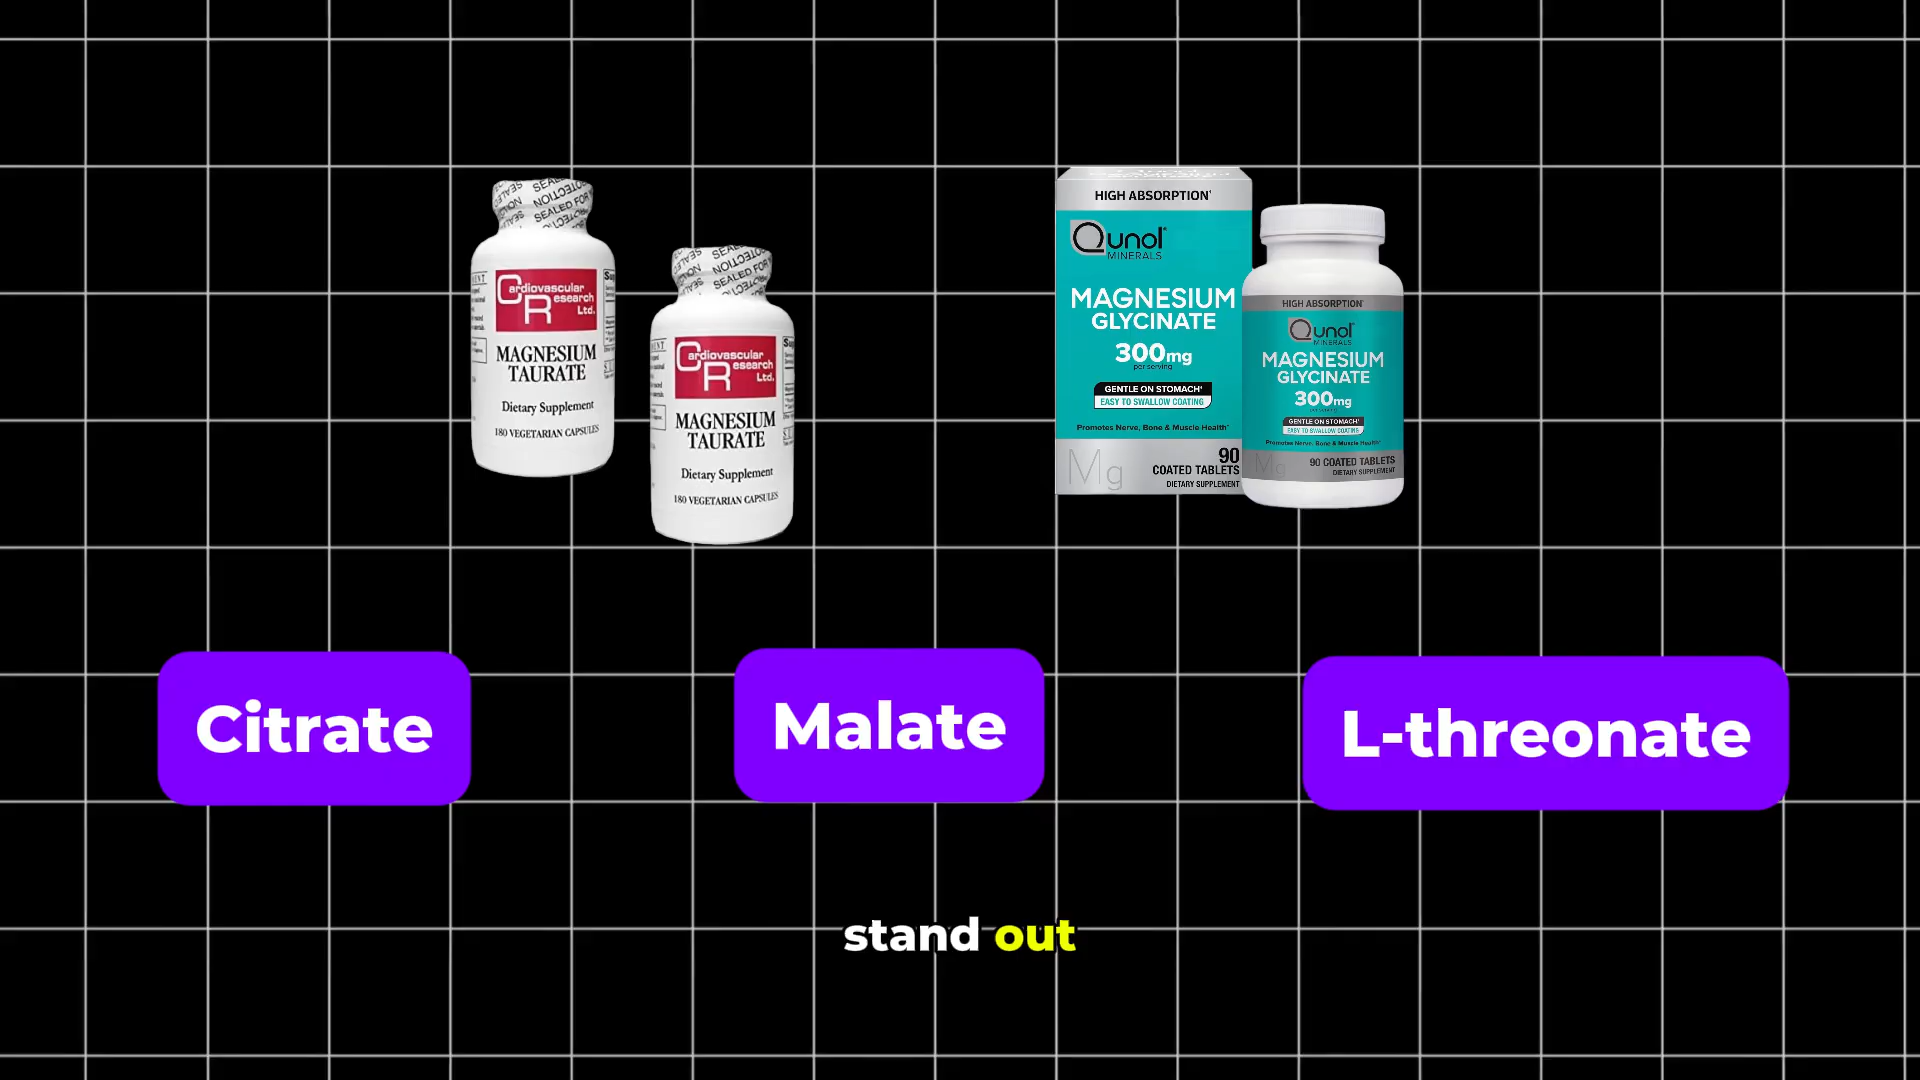 Cardiovascular
Research
Ltd.
MAGNESIUM
TAURATE
Dietary Supplement
180 VEGETARIAN CAPSULES
Cardiovascular
Research
Ltd.
MAGNESIUM
TAURATE
Dietary Supplement
180 VEGETARIAN CAPSULES
HIGH ABSORPTION
Qunol
MINERALS
MAGNESIUM
GLYCINATE
300mg
per serving
GENTLE ON STOMACH
EASY TO SWALLOW COATING
Promotes Nerve, Bone & Muscle Health
Mg
90
COATED TABLETS
DIETARY SUPPLEMENT
HIGH ABSORPTION
Qunol
MINERALS
MAGNESIUM
GLYCINATE
300mg
per serving
GENTLE ON STOMACH
EASY TO SWALLOW COATING
Promotes Nerve, Bone & Muscle Health
Mg
90 COATED TABLETS
DIETARY SUPPLEMENT
Citrate
Malate
L-threonate
stand out